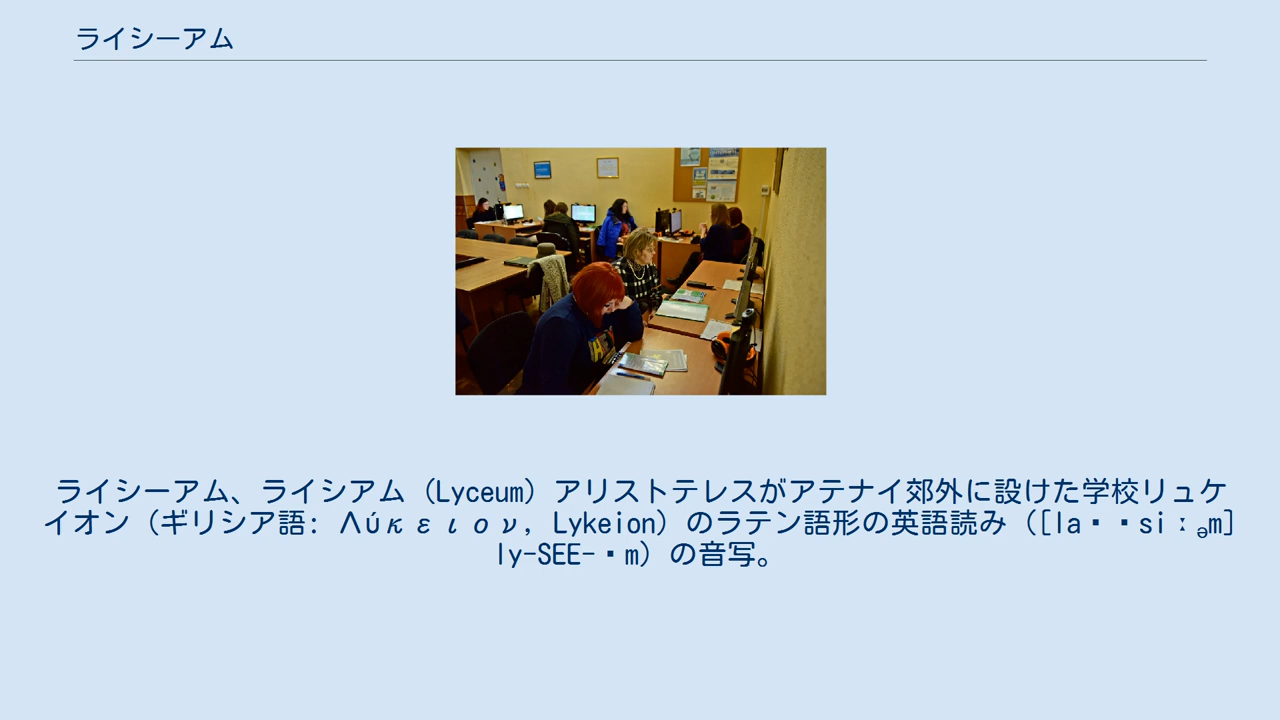 ライシーアム
ライシーアム、ライシアム（Lyceum）アリストテレスがアテナイ郊外に設けた学校リュケ
イオン（ギリシア語: Λύκειον, Lykeion）のラテン語形の英語読み（[la▪▪siːəm]
ly-SEE-▪m）の音写。